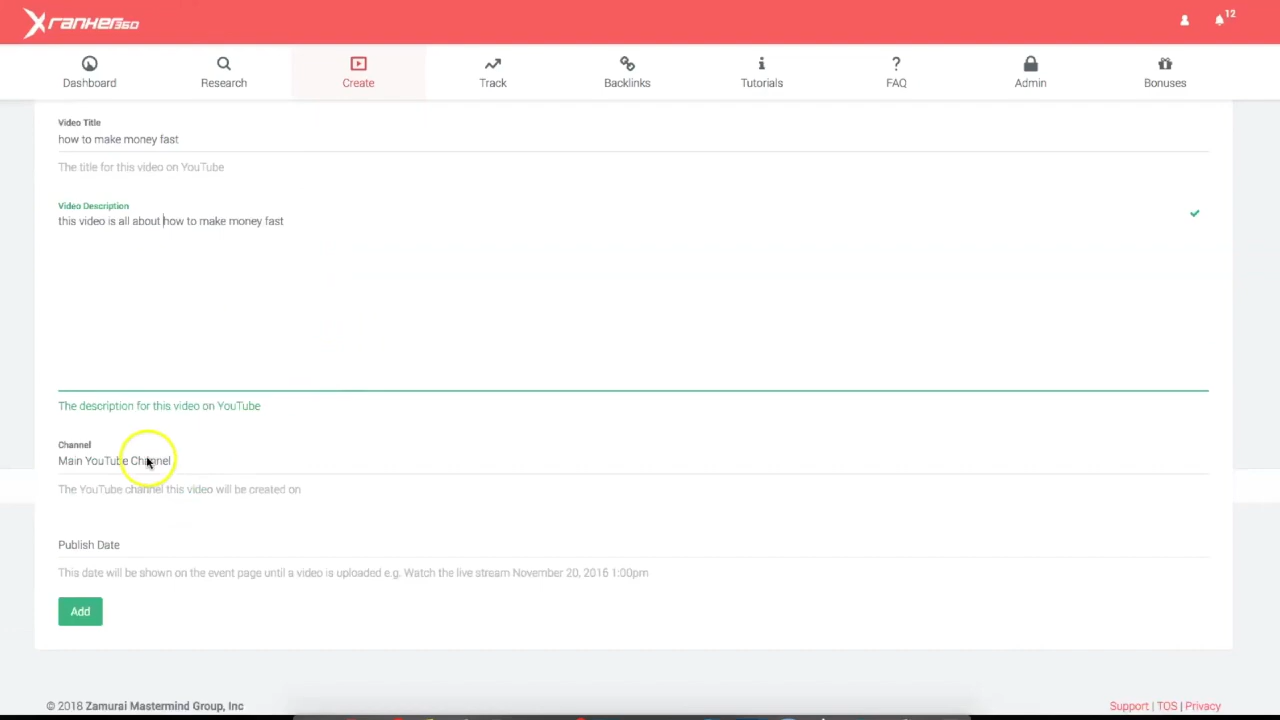 Xranker360
12
Dashboard
Research
Create
Track
Backlinks
Tutorials
FAQ
Admin
Bonuses
Video Title
how to make money fast
The title for this video on YouTube
Video Description
this video is all about how to make money fast
The description for this video on YouTube
Channel
Main YouTube Channel
The YouTube channel this video will be created on
Publish Date
This date will be shown on the event page until a video is uploaded e.g. Watch the live stream November 20, 2016 1:00pm
Add
© 2018 Zamurai Mastermind Group, Inc
Support | TOS | Privacy